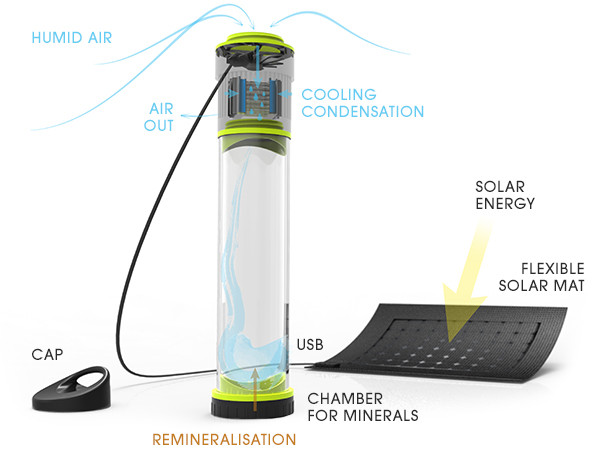 HUMID AIR
AIR
OUT
COOLING
CONDENSATION
SOLAR
ENERGY
FLEXIBLE
SOLAR MAT
USB
CAP
CHAMBER
FOR MINERALS
REMINERALISATION